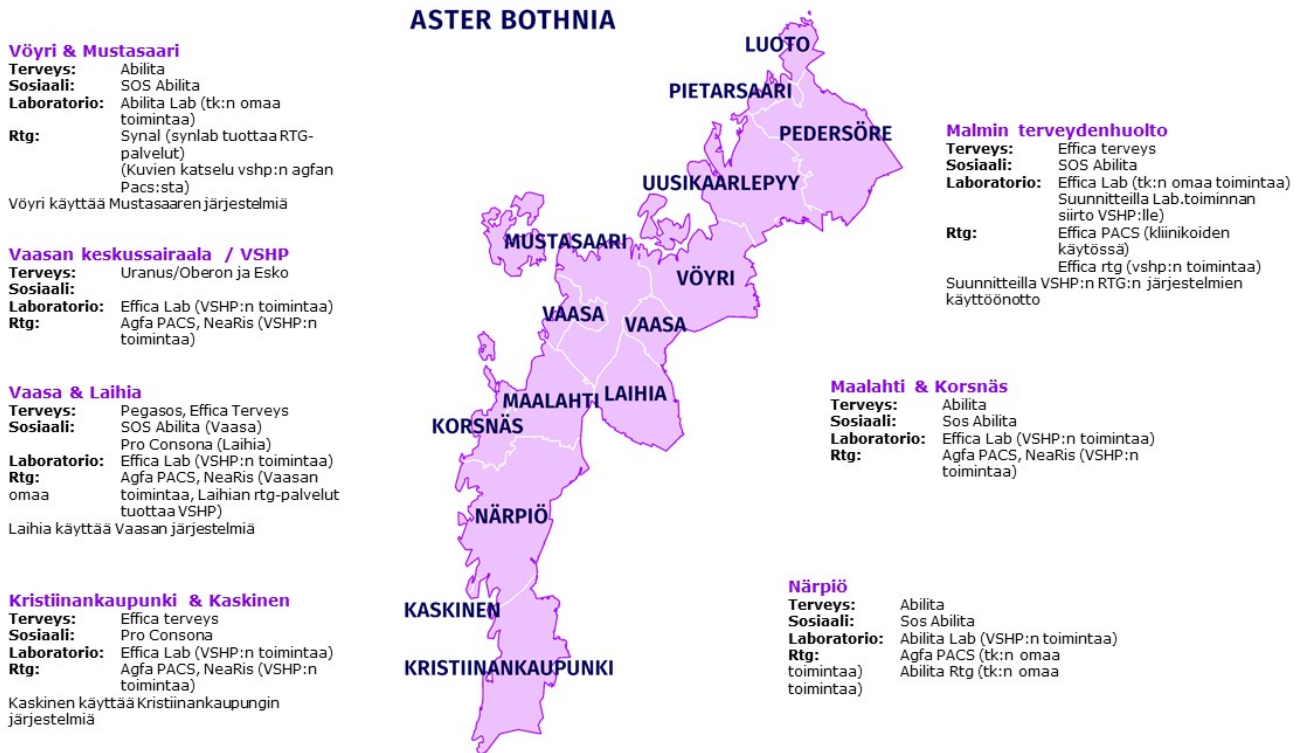 ASTER BOTHNIA
Vöyri & Mustasaari
Terveys: Abilita
Sosiaali: SOS Abilita
Laboratorio: Abilita Lab (tk:n omaa
toimintaa)
Rtg: Synal (synlab tuottaa RTG-
palvelut)
(Kuvien katselu vshp:n agfan
Pacs:sta)
Vöyri käyttää Mustasaaren järjestelmiä
Vaasan keskussairaala / VSHP
Terveys: Uranus/Oberon ja Esko
Sosiaali:
Laboratorio: Effica Lab (VSHP:n toimintaa)
Rtg: Agfa PACS, NeaRis (VSHP:n
toimintaa)
Vaasa & Laihia
Terveys: Pegasos, Effica Terveys
Sosiaali: SOS Abilita (Vaasa)
Pro Consona (Laihia)
Laboratorio: Effica Lab (VSHP:n toimintaa)
Rtg: Agfa PACS, NeaRis (Vaasan
omaa toimintaa, Laihian rtg-palvelut
tuottaa VSHP)
Laihia käyttää Vaasan järjestelmiä
Kristiinankaupunki & Kaskinen
Terveys: Effica terveys
Sosiaali: Pro Consona
Laboratorio: Effica Lab (VSHP:n toimintaa)
Rtg: Agfa PACS, NeaRis (VSHP:n
toimintaa)
Kaskinen käyttää Kristiinankaupungin
järjestelmiä
LUOTO
PIETARSAARI
PEDERSÖRE
UUSIKAARLEPYY
MUSTASAARI
VÖYRI
VAASA
VAASA
MAALAHTI
LAIHIA
KORSNÄS
NÄRPIÖ
KASKINEN
KRISTIINANKAUPUNKI
Malmin terveydenhuolto
Terveys: Effica terveys
Sosiaali: SOS Abilita
Laboratorio: Effica Lab (tk:n omaa toimintaa)
Suunnitteilla Lab.toiminnan
siirto VSHP:lle)
Rtg: Effica PACS (kliinikoiden
käytössä)
Effica rtg (vshp:n toimintaa)
Suunnitteilla VSHP:n RTG:n järjestelmien
käyttöönotto
Maalahti & Korsnäs
Terveys: Abilita
Sosiaali: Sos Abilita
Laboratorio: Effica Lab (VSHP:n toimintaa)
Rtg: Agfa PACS, NeaRis (VSHP:n
toimintaa)
Närpiö
Terveys: Abilita
Sosiaali: Sos Abilita
Laboratorio: Abilita Lab (VSHP:n toimintaa)
Rtg: Agfa PACS (tk:n omaa
toimintaa) Abilita Rtg (tk:n omaa
toimintaa)